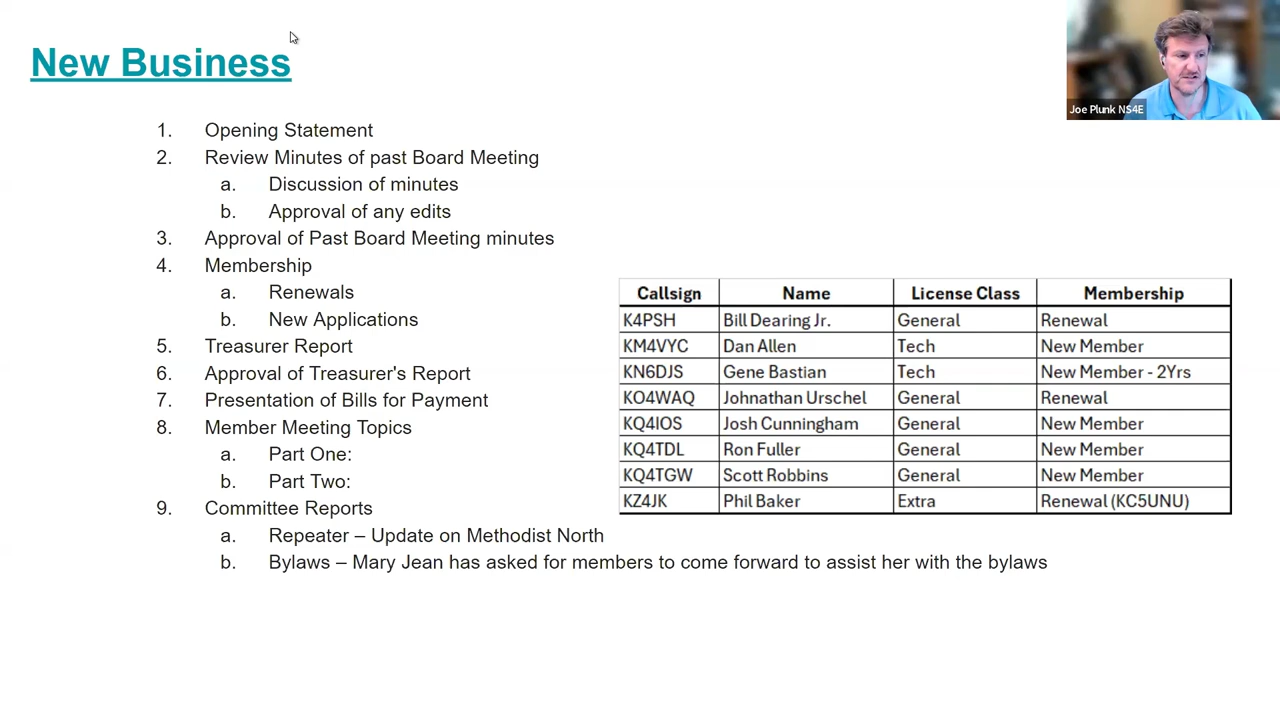 New Business
Joe Plunk NS4E
1. Opening Statement
2. Review Minutes of past Board Meeting
a. Discussion of minutes
b. Approval of any edits
3. Approval of Past Board Meeting minutes
4. Membership
a. Renewals
b. New Applications
5. Treasurer Report
6. Approval of Treasurer's Report
7. Presentation of Bills for Payment
8. Member Meeting Topics
a. Part One:
b. Part Two:
9. Committee Reports
a. Repeater – Update on Methodist North
b. Bylaws – Mary Jean has asked for members to come forward to assist her with the bylaws
Callsign Name License Class Membership
K4PSH Bill Dearing Jr. General Renewal
KM4VYC Dan Allen Tech New Member
KN6DJS Gene Bastian Tech New Member - 2Yrs
KO4WAQ Johnathan Urschel General Renewal
KQ4IOS Josh Cunningham General New Member
KQ4TDL Ron Fuller General New Member
KQ4TGW Scott Robbins General New Member
KZ4JK Phil Baker Extra Renewal (KC5UNU)